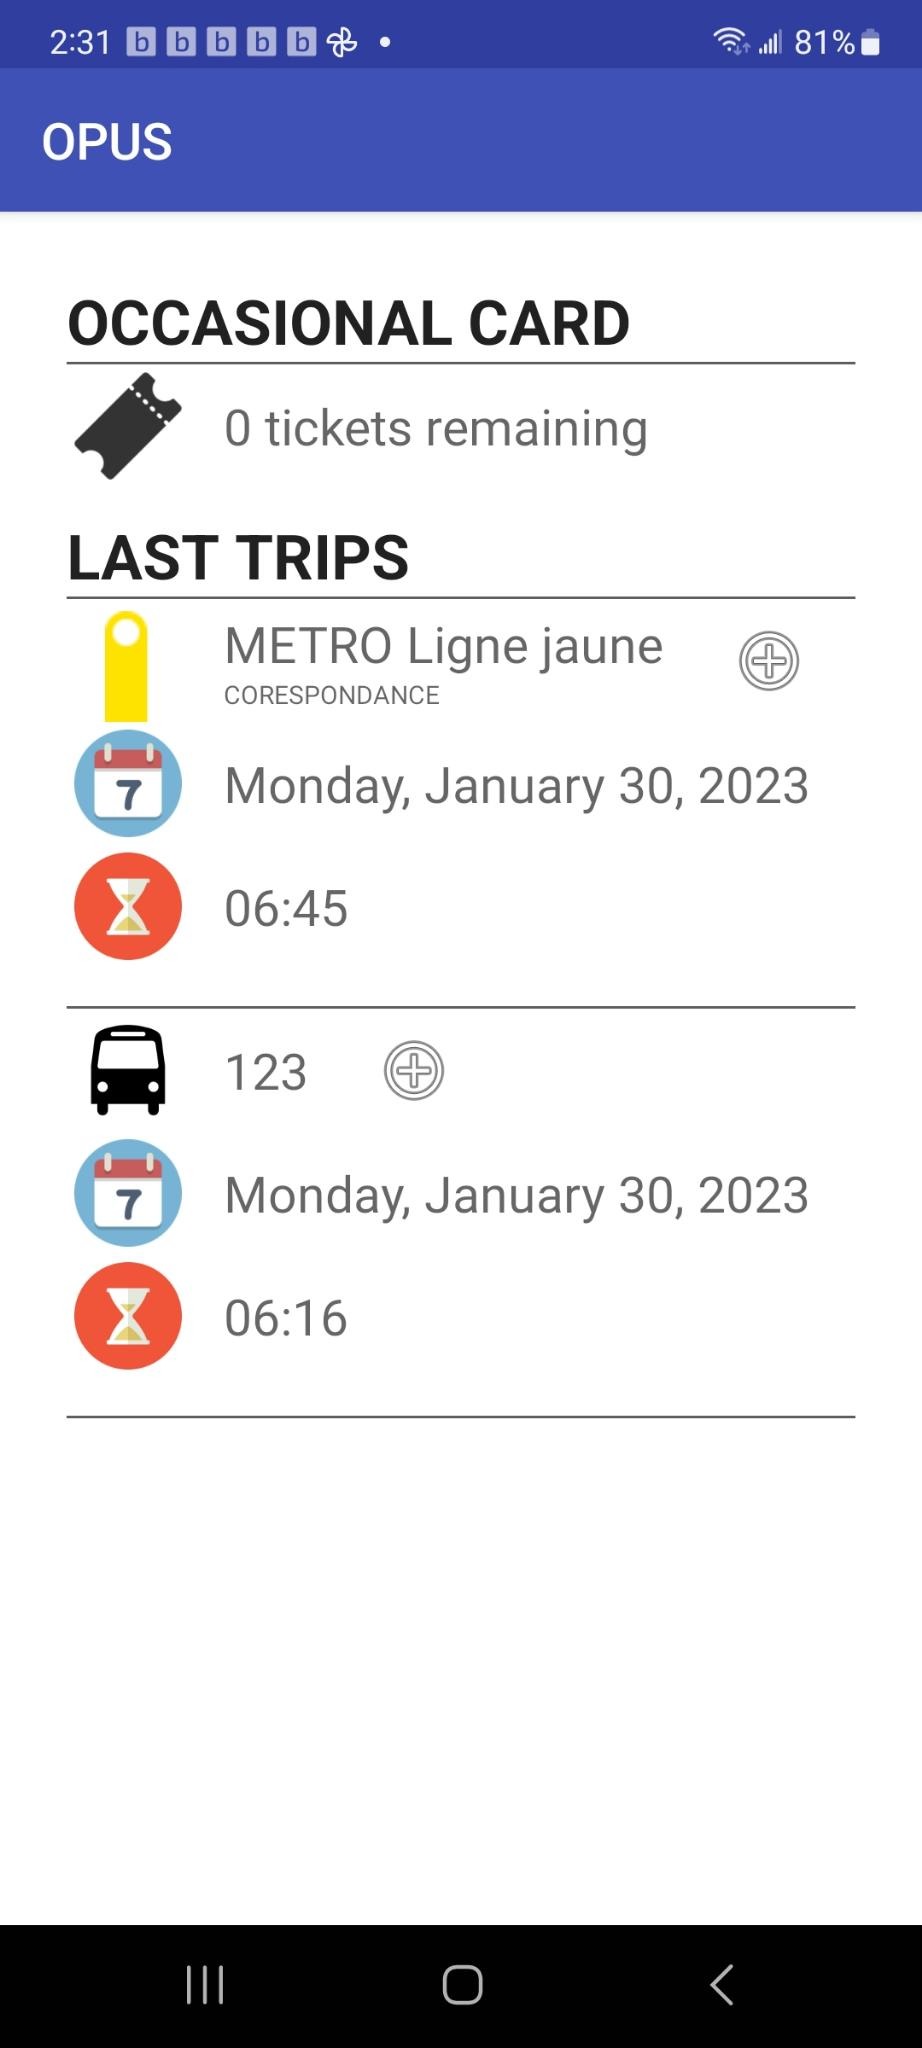 2:31 b b b b b 81%
OPUS
OCCASIONAL CARD
0 tickets remaining
LAST TRIPS
METRO Ligne jaune
CORESPONDANCE
7 Monday, January 30, 2023
06:45
123
7 Monday, January 30, 2023
06:16